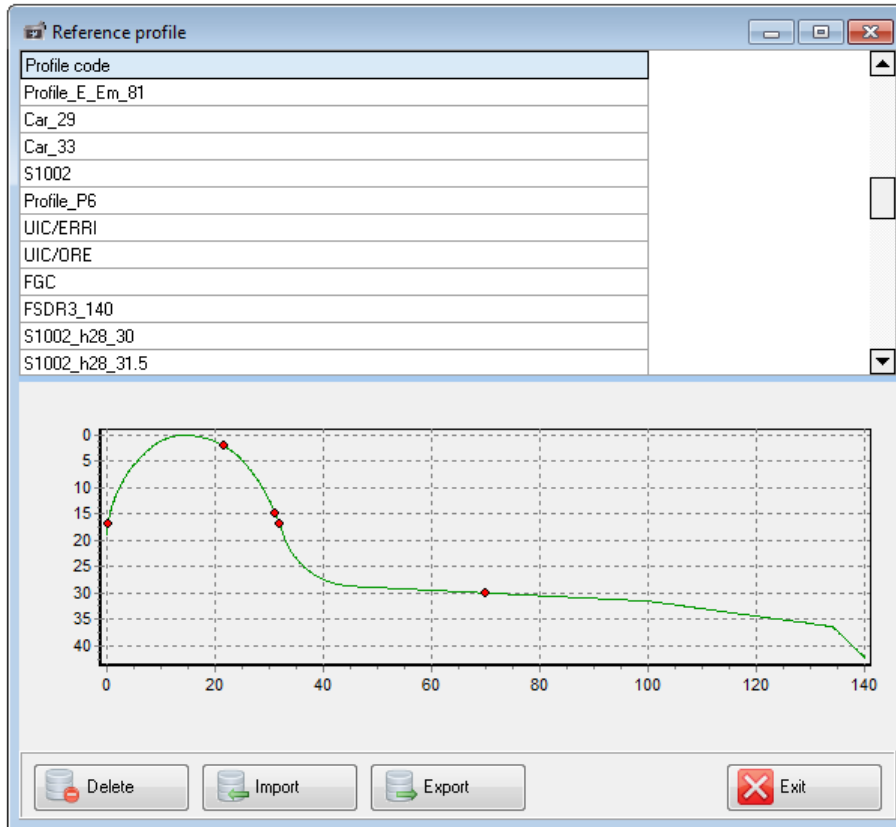 Reference profile
Profile code
Profile_E_Em_81
Car_29
Car_33
S1002
Profile_P6
UIC/ERRI
UIC/ORE
FGC
FSDR3_140
S1002_h28_30
S1002_h28_31.5
0
5
10
15
20
25
30
35
40
0 20 40 60 80 100 120 140
Delete Import Export Exit